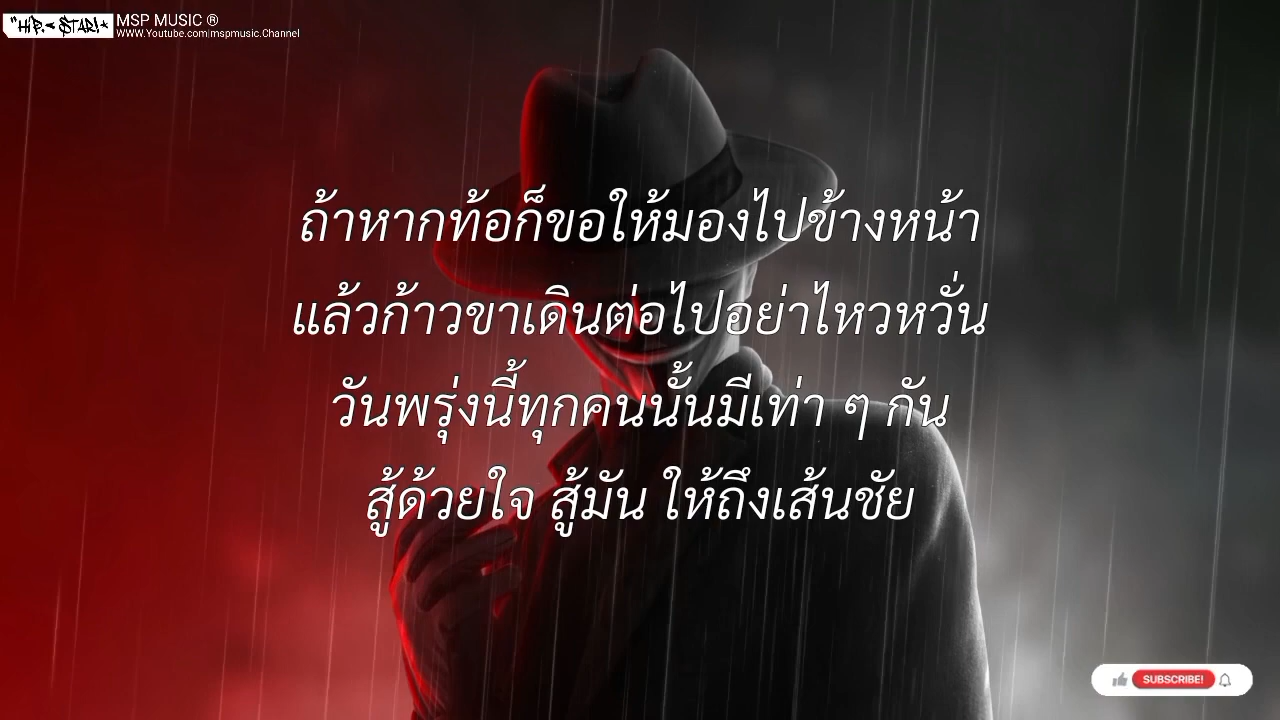 "HIP.STAR!
MSP MUSIC ®
WWW.Youtube.com|mspmusic.Channel
ถ้าหากท้อก็ขอให้มองไปข้างหน้า
แล้วก้าวขาเดินต่อไปอย่าไหวหวั่น
วันพรุ่งนี้ทุกคนนั้นมีเท่า ๆ กัน
สู้ด้วยใจ สู้มัน ให้ถึงเส้นชัย
SUBSCRIBE!